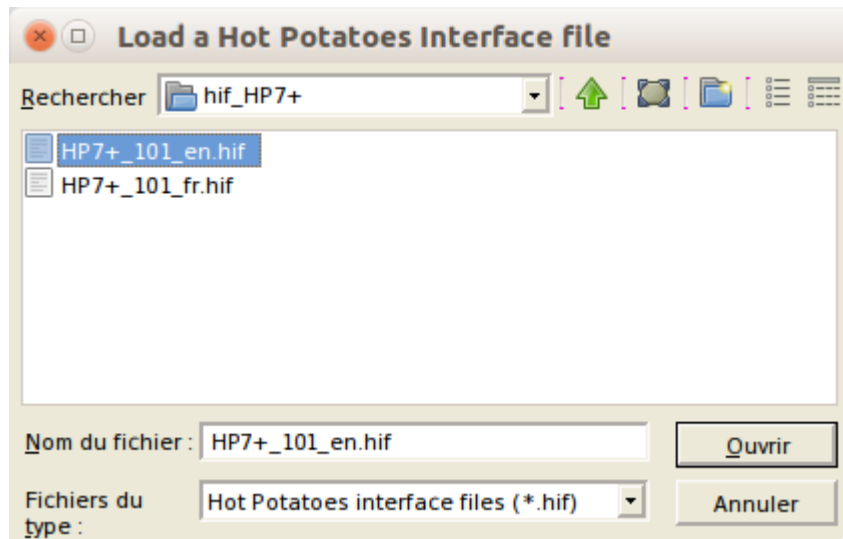 Load a Hot Potatoes Interface file
Rechercher hif_HP7+
HP7+_101_en.hif
HP7+_101_fr.hif
Nom du fichier : HP7+_101_en.hif Ouvrir
Fichiers du type : Hot Potatoes interface files (*.hif) Annuler